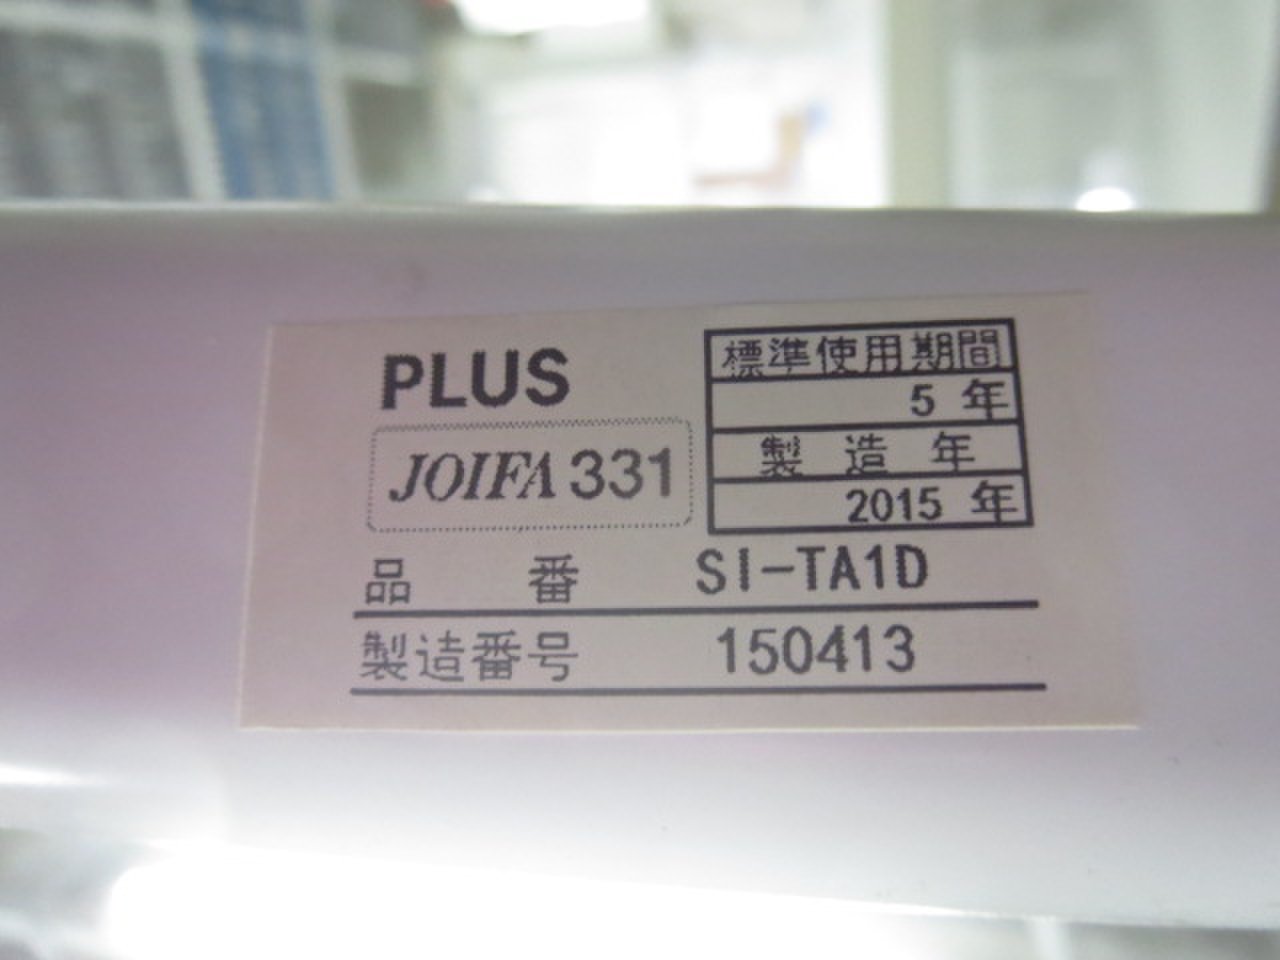 PLUS
JOIFA 331
標準使用期間
5 年
製 造 年
2015 年
品 番 SI-TA1D
製造番号 150413